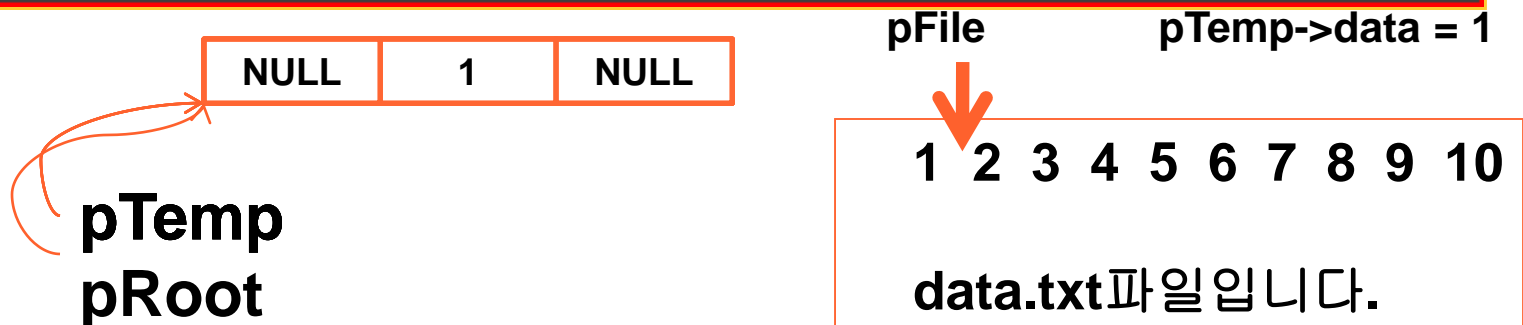 pFile pTemp->data = 1
NULL 1 NULL
1 2 3 4 5 6 7 8 9 10
pTemp
pRoot
data.txt파일입니다.